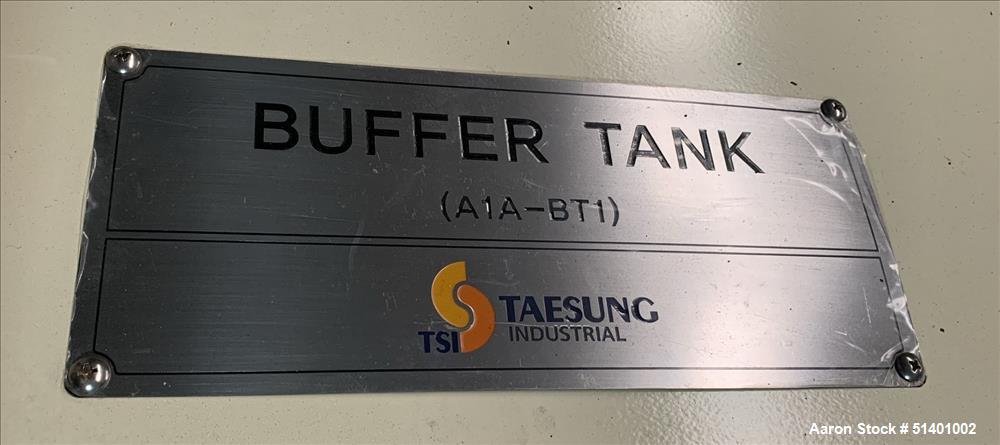 BUFFER TANK
(A1A-BT1)
TSI
TAESUNG
INDUSTRIAL
Aaron Stock # 51401002